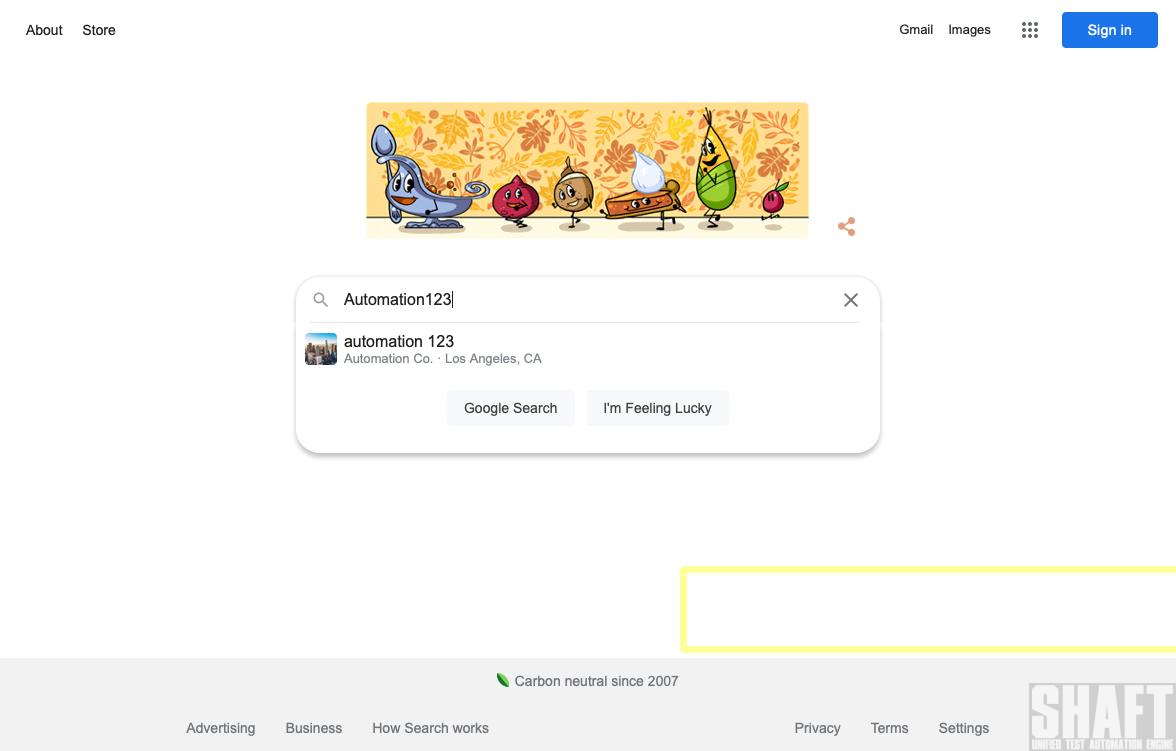 About Store
Gmail Images Sign in
Automation123
automation 123
Automation Co. · Los Angeles, CA
Google Search I'm Feeling Lucky
Carbon neutral since 2007
Advertising Business How Search works
Privacy Terms Settings
SHAFT
UNIFIED TEST AUTOMATION ENGINE